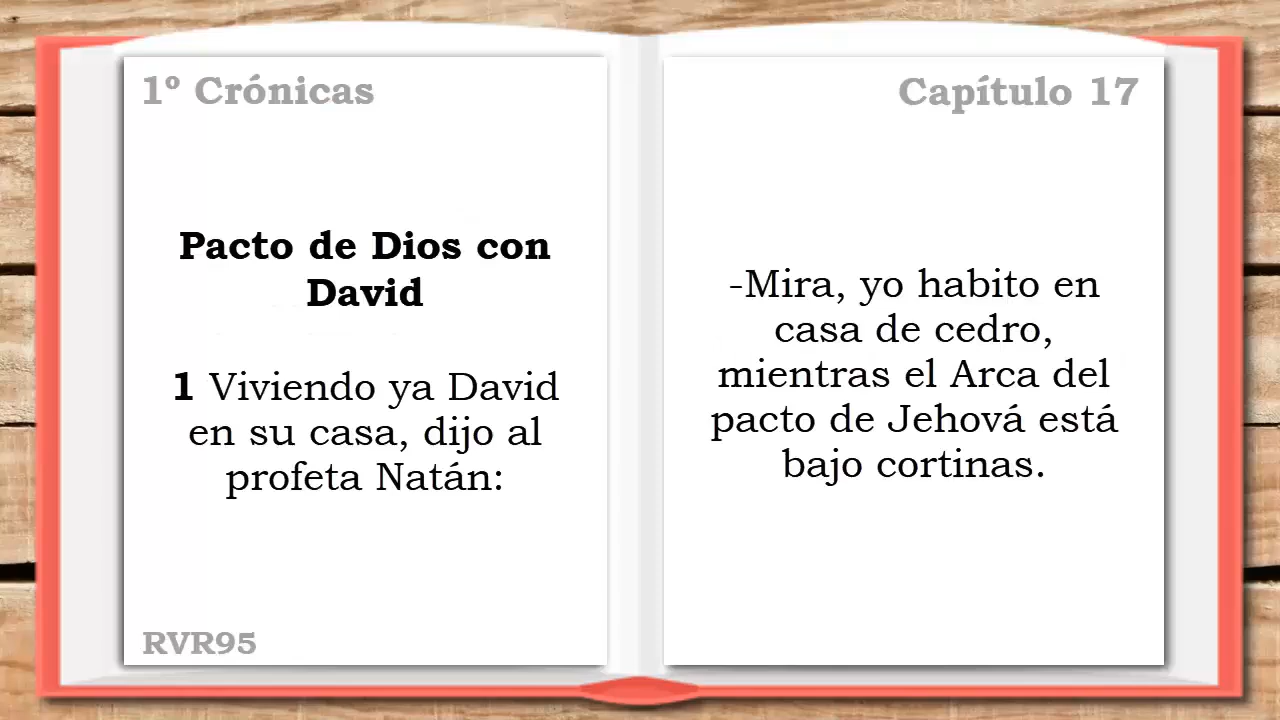 1º Crónicas
Pacto de Dios con
David
1 Viviendo ya David
en su casa, dijo al
profeta Natán:
RVR95
Capítulo 17
-Mira, yo habito en
casa de cedro,
mientras el Arca del
pacto de Jehová está
bajo cortinas.